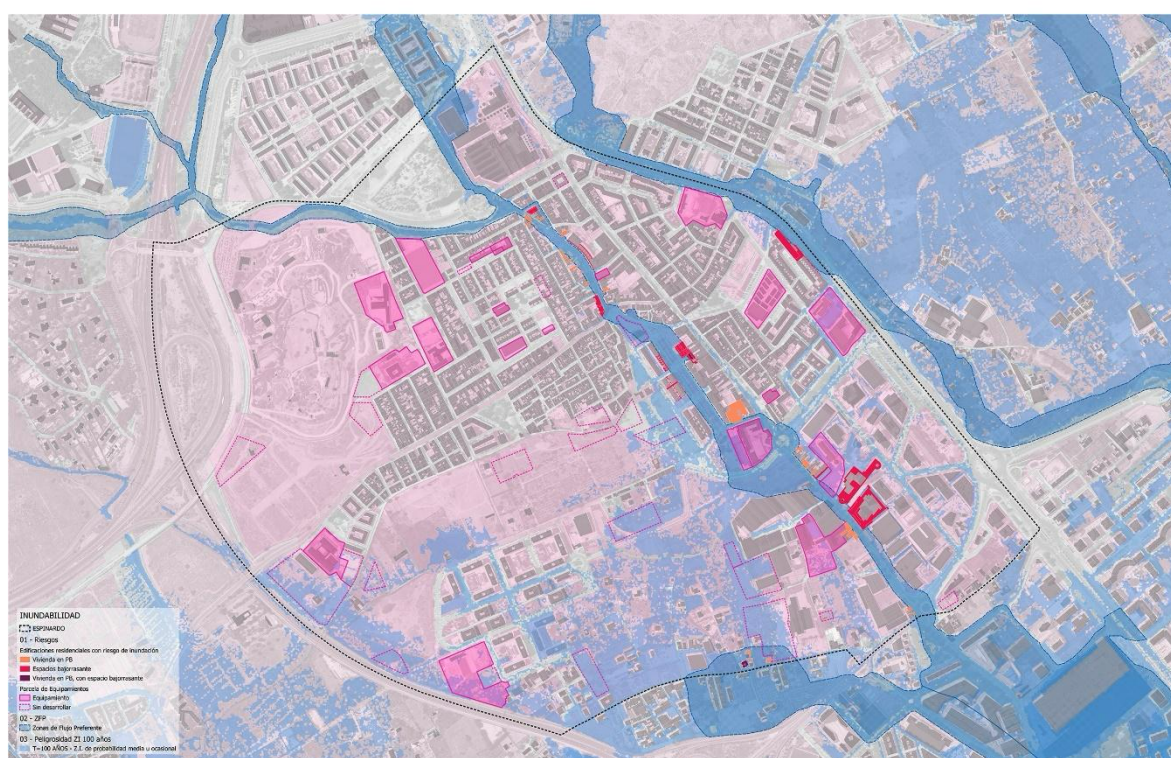 INUNDABILIDAD
ESPINARDO
01 - Riesgos
Edificaciones residenciales con riesgo de inundación
Vivienda en PB
Espacios bajorrasante
Vivienda en PB, con espacio bajorrasante
Parcela de Equipamientos
Equipamiento
Sin desarrollar
02 - ZFP
Zonas de Flujo Preferente
03 - Peligrosidad ZI 100 años
T=100 AÑOS - Z.I. de probabilidad media u ocasional